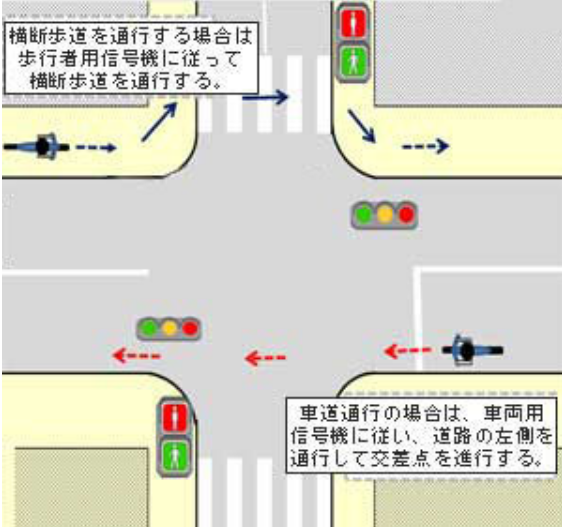 横断歩道を通行する場合は
歩行者用信号機に従って
横断歩道を通行する。
車道通行の場合は、車両用
信号機に従い、道路の左側を
通行して交差点を進行する。